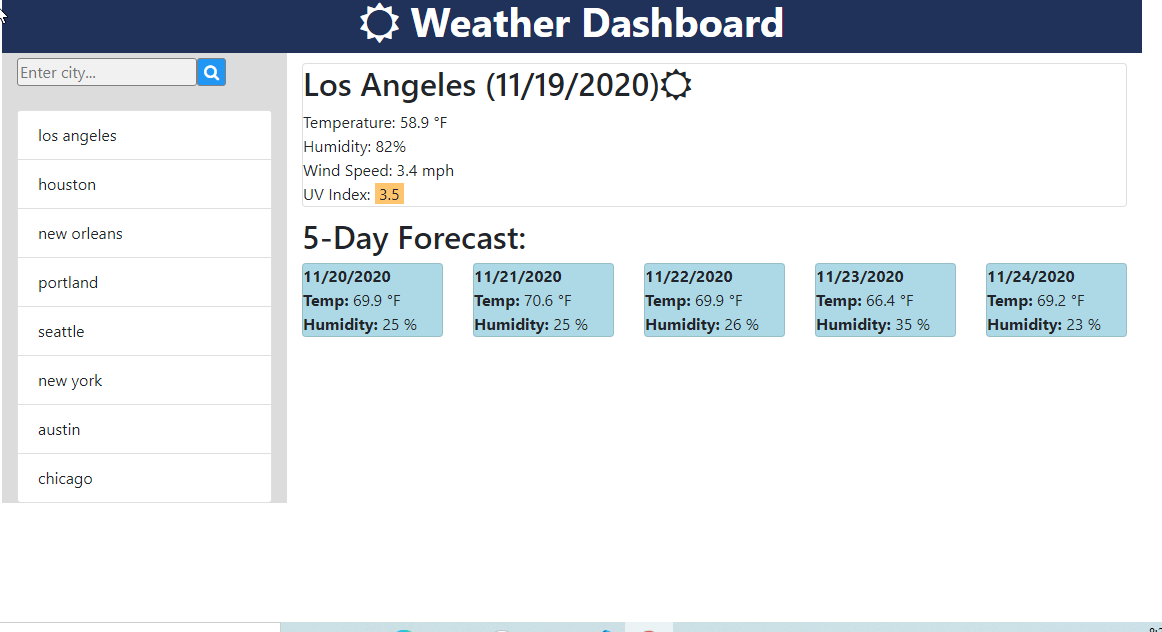 Weather Dashboard
Enter city...
los angeles
houston
new orleans
portland
seattle
new york
austin
chicago
Los Angeles (11/19/2020)
Temperature: 58.9 °F
Humidity: 82%
Wind Speed: 3.4 mph
UV Index: 3.5
5-Day Forecast:
11/20/2020
Temp: 69.9 °F
Humidity: 25 %
11/21/2020
Temp: 70.6 °F
Humidity: 25 %
11/22/2020
Temp: 69.9 °F
Humidity: 26 %
11/23/2020
Temp: 66.4 °F
Humidity: 35 %
11/24/2020
Temp: 69.2 °F
Humidity: 23 %